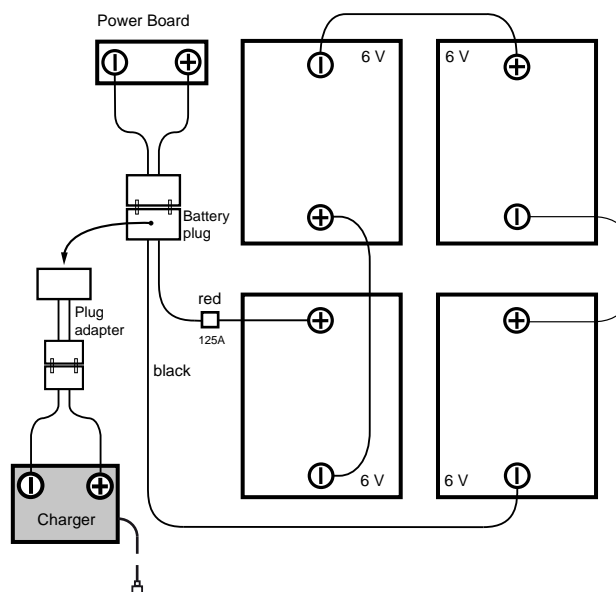 Power Board
6 V
6 V
Battery
plug
Plug
adapter
red
125A
black
6 V
6 V
Charger